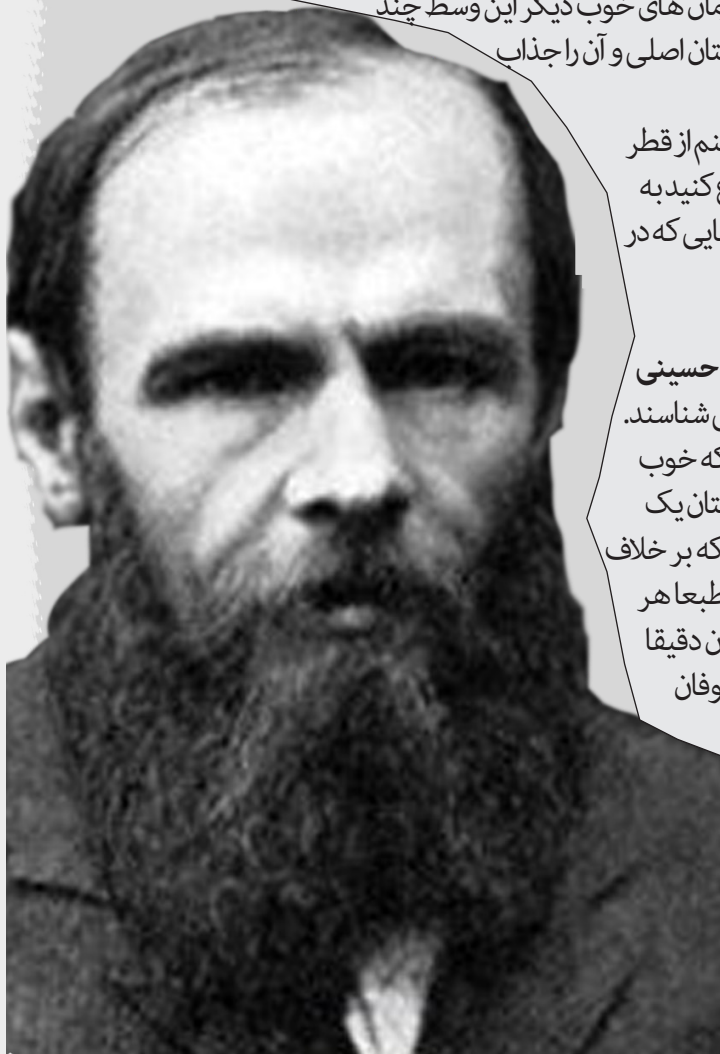 مان های خوب دیگر این وسط چند
تان اصلی و آن را جذاب
نم از قطر
کنید به
ایی که در
حسینی
شناسند.
که خوب
تان یک
که بر خلاف
طبعا هر
ن دقیقا
وفان